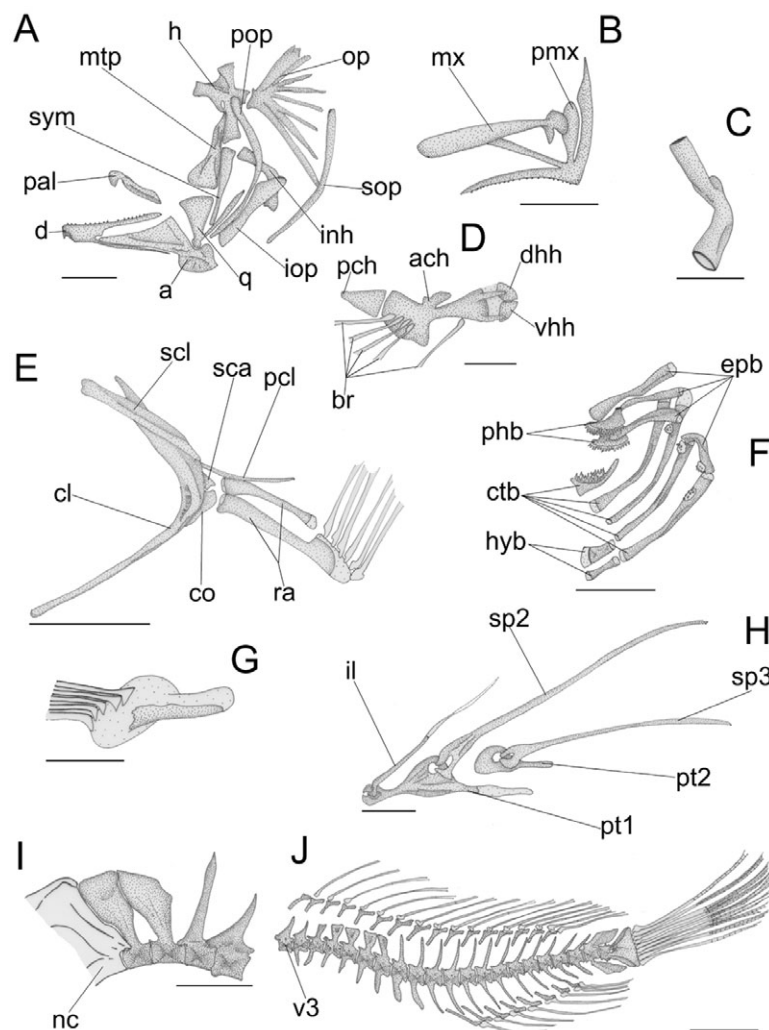 A
h
pop
mtp
op
sym
pal
sop
d
a
q
iop
inh
B
mx
pmx
C
D
pch
ach
dhh
vhh
br
E
scl
sca
pcl
cl
co
ra
epb
phb
F
ctb
hyb
G
H
sp2
il
sp3
pt2
pt1
I
nc
J
v3